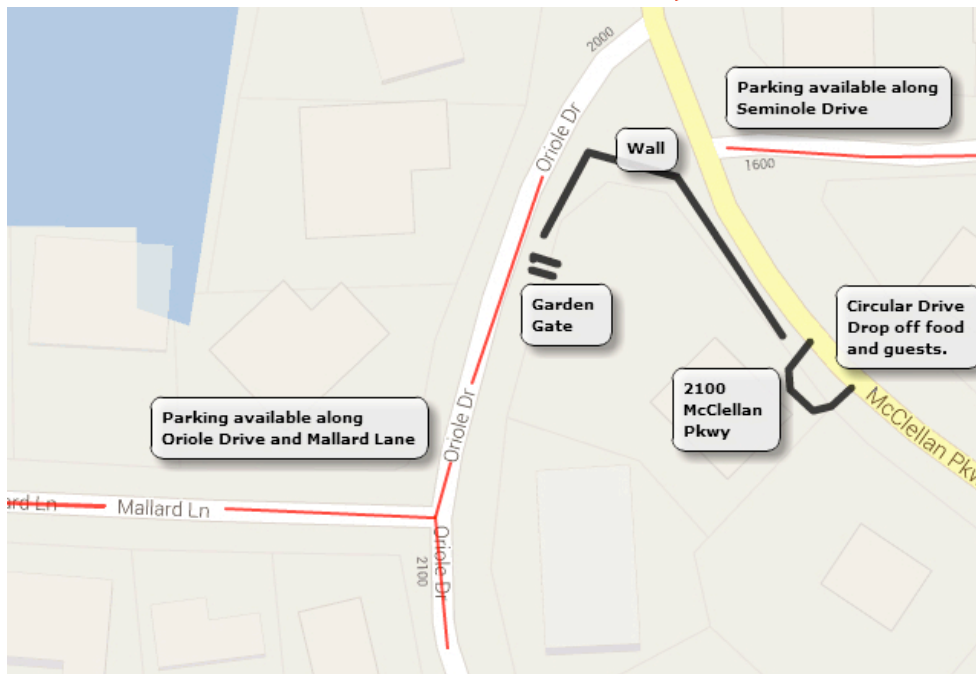 2000
Parking available along
Seminole Drive
Oriole Dr
Wall
1600
Garden
Gate
Circular Drive
Drop off food
and guests.
2100
McClellan
Pkwy
McClellan Pkw
Parking available along
Oriole Drive and Mallard Lane
Oriole Dr
ard Ln
Mallard Ln
Oriole Dr
2100